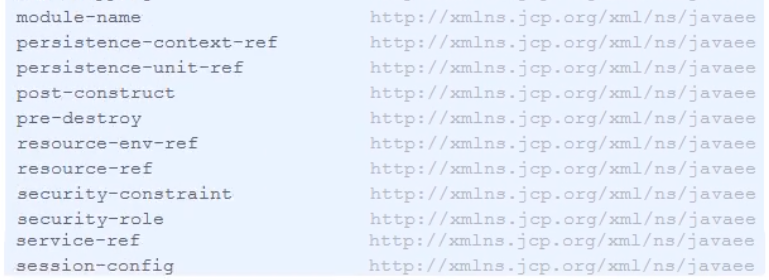 module-name http://xmlns.jcp.org/xml/ns/javaee
persistence-context-ref http://xmlns.jcp.org/xml/ns/javaee
persistence-unit-ref http://xmlns.jcp.org/xml/ns/javaee
post-construct http://xmlns.jcp.org/xml/ns/javaee
pre-destroy http://xmlns.jcp.org/xml/ns/javaee
resource-env-ref http://xmlns.jcp.org/xml/ns/javaee
resource-ref http://xmlns.jcp.org/xml/ns/javaee
security-constraint http://xmlns.jcp.org/xml/ns/javaee
security-role http://xmlns.jcp.org/xml/ns/javaee
service-ref http://xmlns.jcp.org/xml/ns/javaee
session-config http://xmlns.jcp.org/xml/ns/javaee